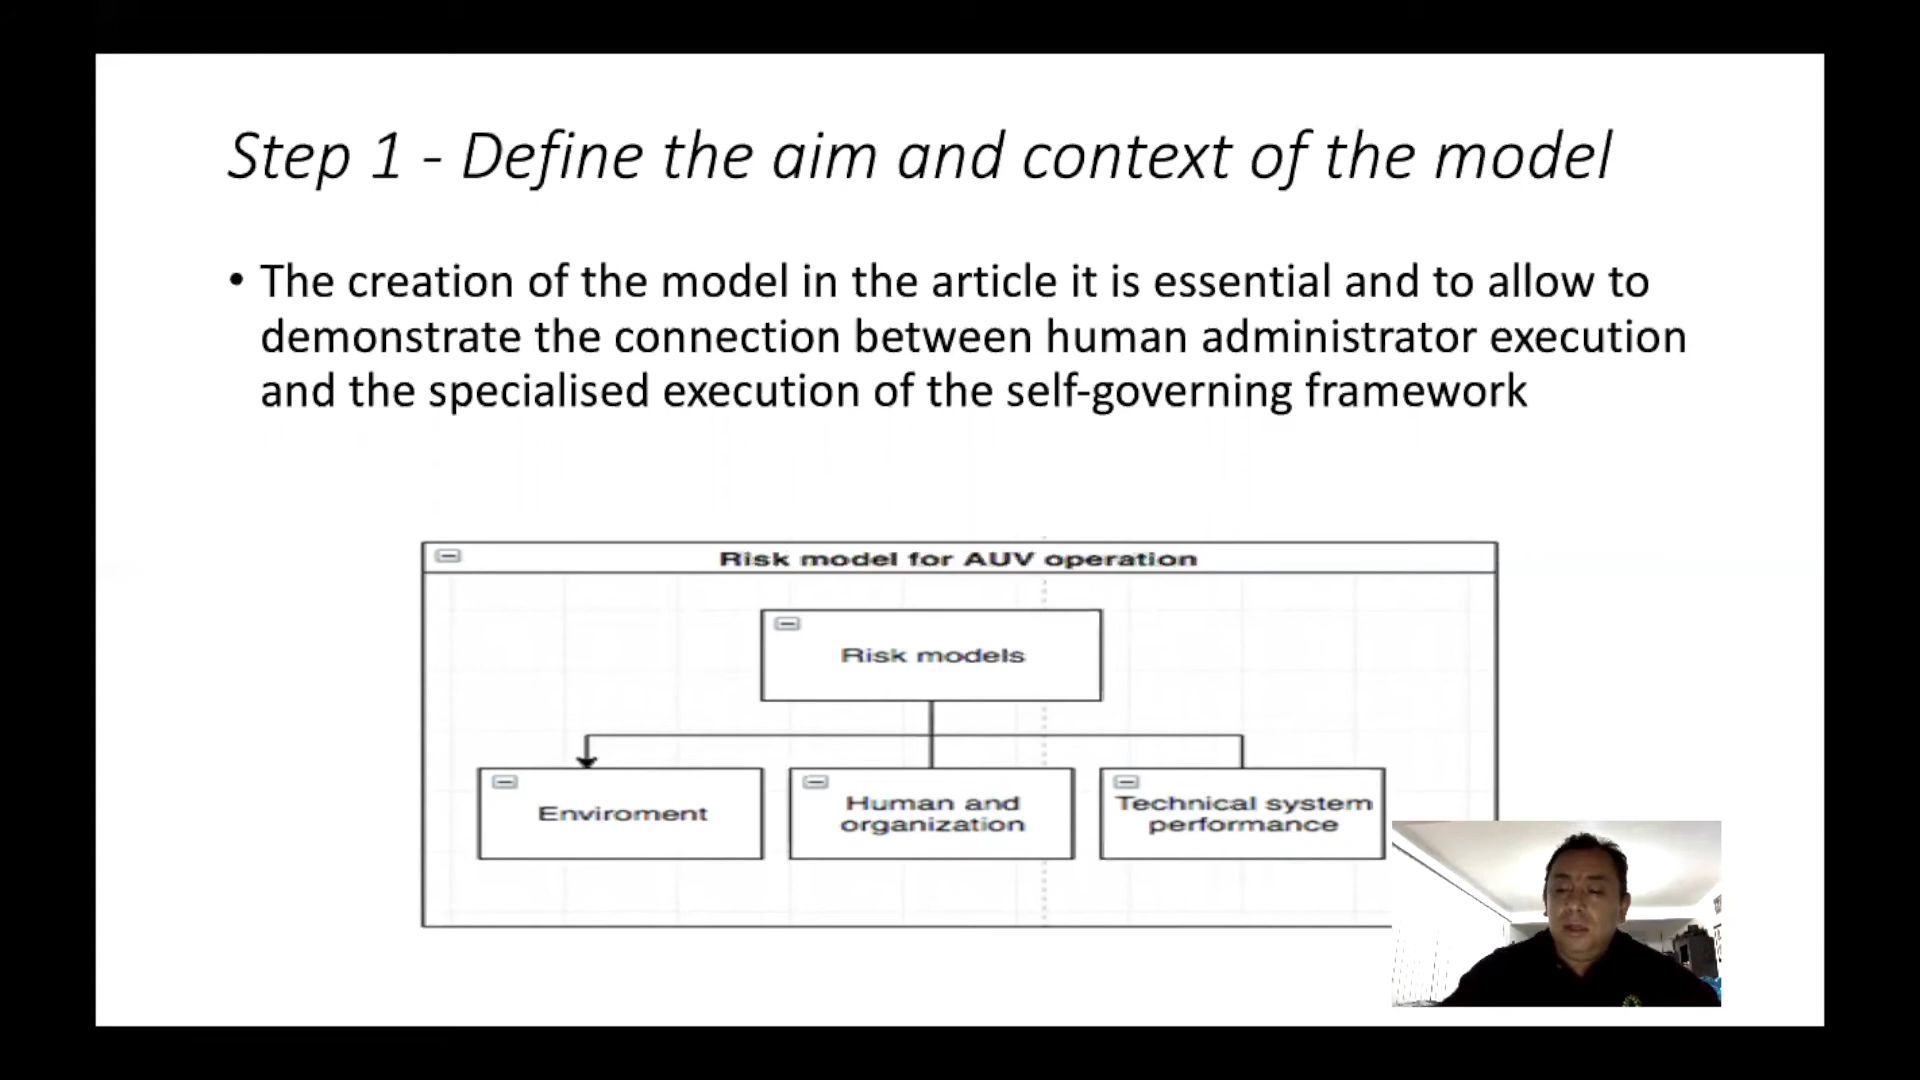 Step 1 - Define the aim and context of the model
• The creation of the model in the article it is essential and to allow to
demonstrate the connection between human administrator execution
and the specialised execution of the self-governing framework
Risk model for AUV operation
Risk models
Enviroment
Human and
organization
Technical system
performance